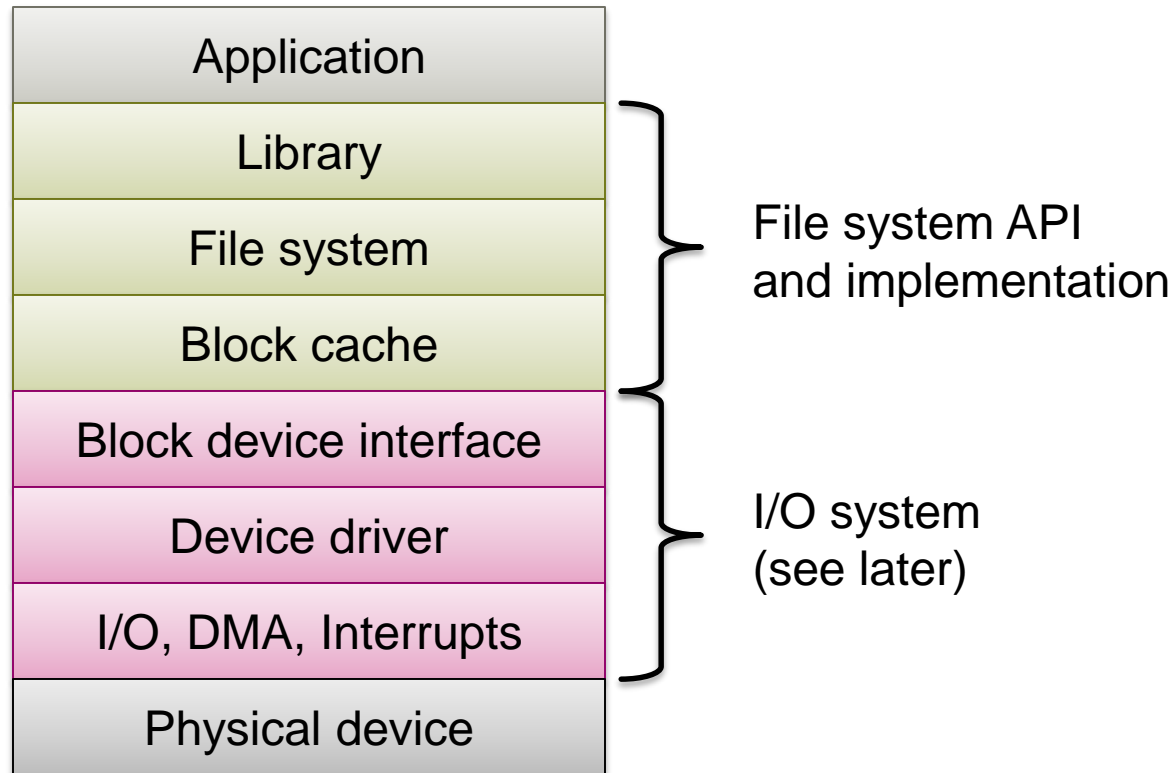 Application
Library
File system
Block cache
Block device interface
Device driver
I/O, DMA, Interrupts
Physical device
File system API
and implementation
I/O system
(see later)